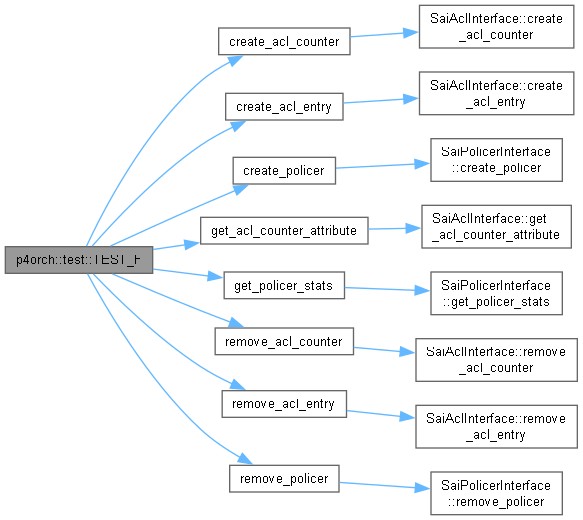 p4orch::test::TEST_F
create_acl_counter
SaiAclInterface::create
_acl_counter
create_acl_entry
SaiAclInterface::create
_acl_entry
create_policer
SaiPolicerInterface
::create_policer
get_acl_counter_attribute
SaiAclInterface::get
_acl_counter_attribute
get_policer_stats
SaiPolicerInterface
::get_policer_stats
remove_acl_counter
SaiAclInterface::remove
_acl_counter
remove_acl_entry
SaiAclInterface::remove
_acl_entry
remove_policer
SaiPolicerInterface
::remove_policer